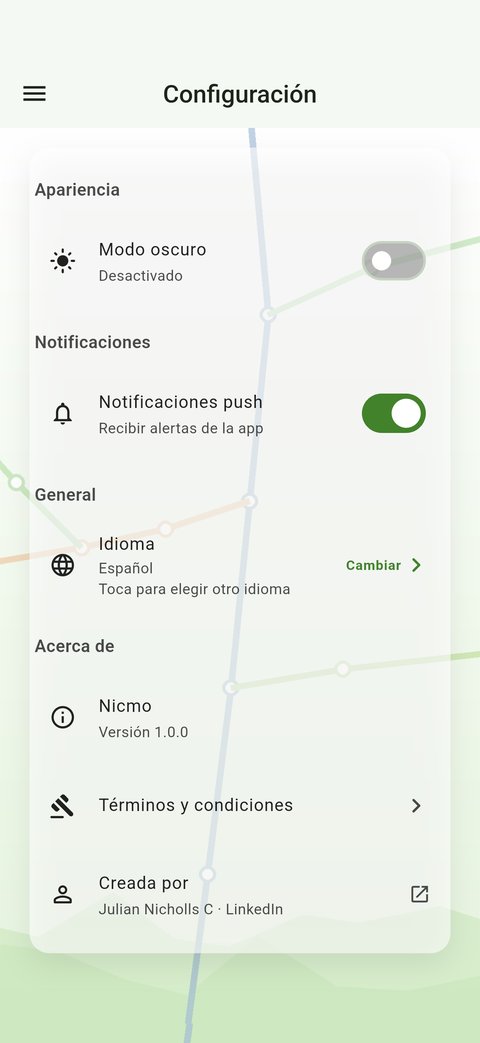 Configuración
Apariencia
Modo oscuro
Desactivado
Notificaciones
Notificaciones push
Recibir alertas de la app
General
Idioma
Español
Toca para elegir otro idioma
Cambiar
Acerca de
Nicmo
Versión 1.0.0
Términos y condiciones
Creada por
Julian Nicholls C · LinkedIn